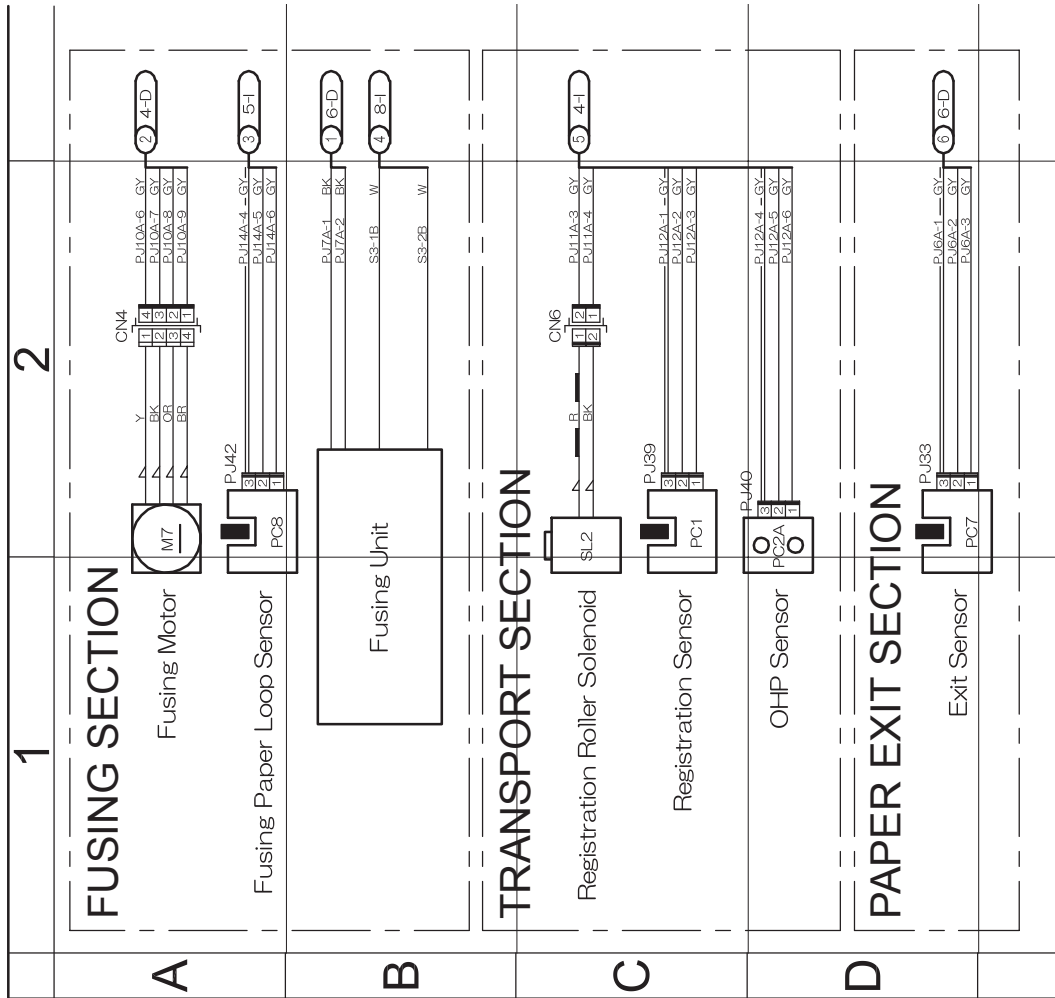 1
2
A
B
C
D
FUSING SECTION
Fusing Motor
M7
Y
BK
OR
BR
CN4
1 4
2 3
3 2
4 1
PJ10A-6 GY
PJ10A-7 GY
PJ10A-8 GY
PJ10A-9 GY
2 4-D
Fusing Paper Loop Sensor
PC8
PJ42
3
2
1
PJ14A-4 GY
PJ14A-5 GY
PJ14A-6 GY
3 5-I
Fusing Unit
PJ7A-1 BK
PJ7A-2 BK
1 6-D
S3-1B W
S3-2B W
4 8-I
TRANSPORT SECTION
Registration Roller Solenoid
SL2
R
BK
CN6
1 2
2 1
PJ11A-3 GY
PJ11A-4 GY
5 4-I
Registration Sensor
PC1
PJ39
3
2
1
PJ12A-1 GY
PJ12A-2 GY
PJ12A-3 GY
OHP Sensor
PC2A
PJ40
3
2
1
PJ12A-4 GY
PJ12A-5 GY
PJ12A-6 GY
PAPER EXIT SECTION
Exit Sensor
PC7
PJ33
3
2
1
PJ6A-1 GY
PJ6A-2 GY
PJ6A-3 GY
6 6-D